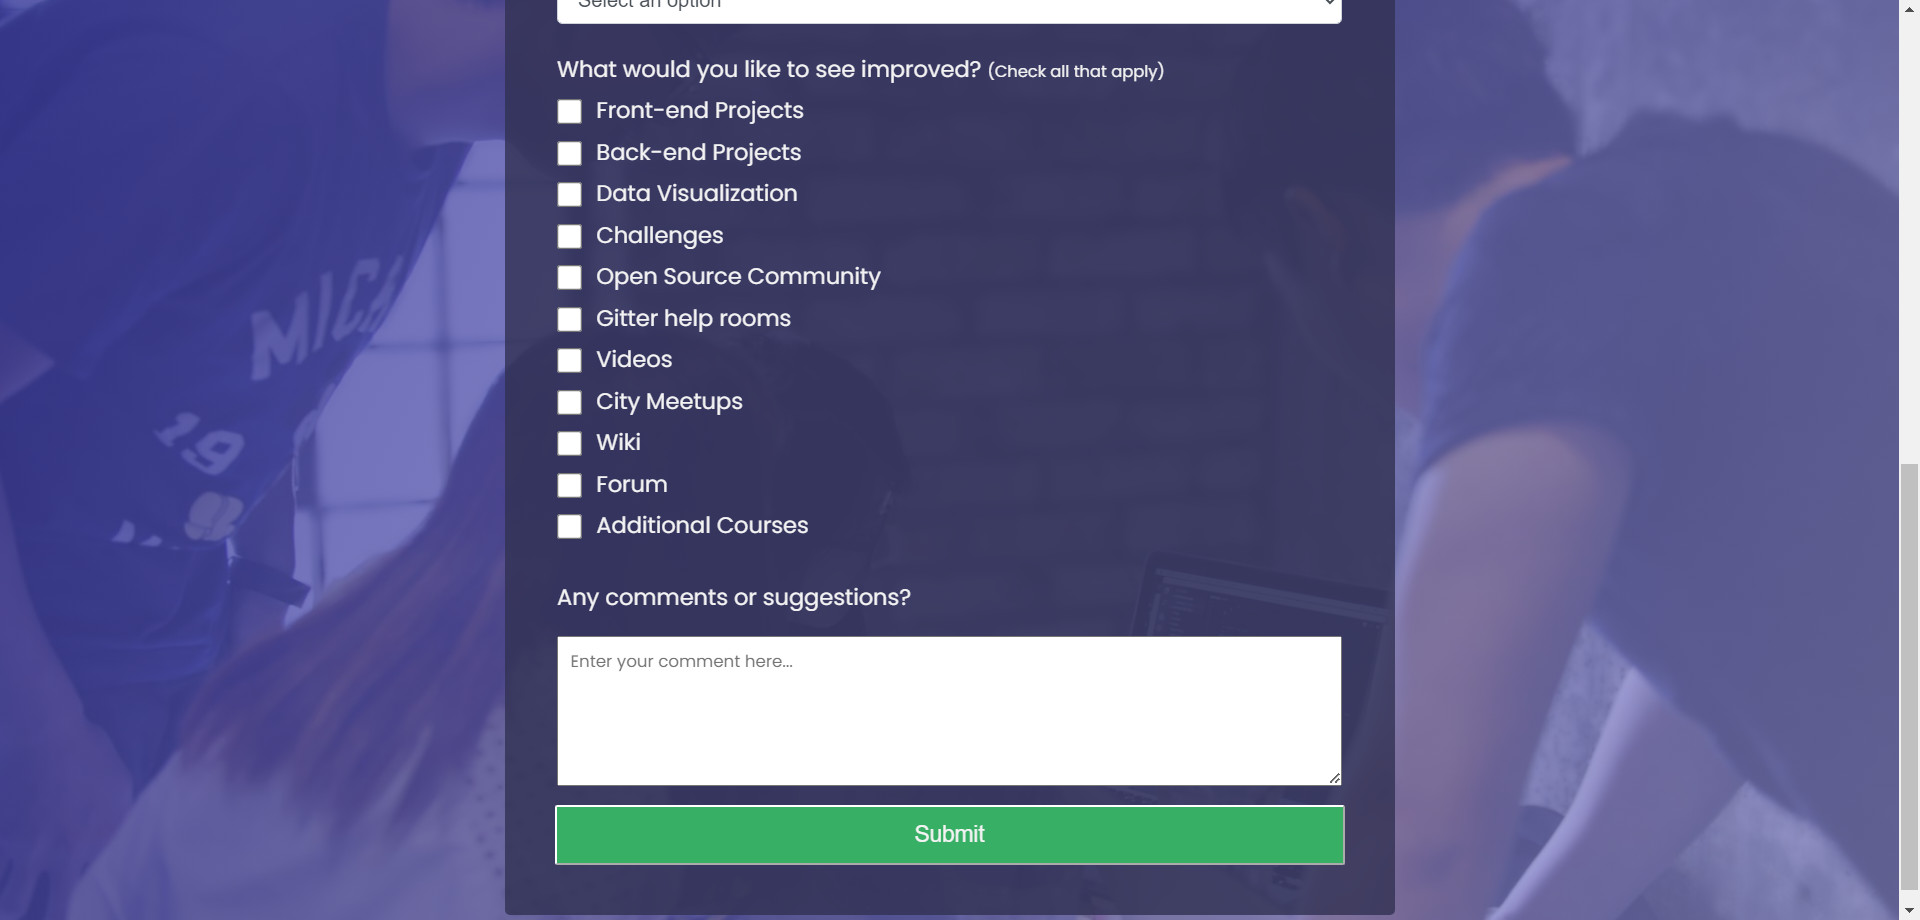 Select an option
What would you like to see improved? (Check all that apply)
Front-end Projects
Back-end Projects
Data Visualization
Challenges
Open Source Community
Gitter help rooms
Videos
City Meetups
Wiki
Forum
Additional Courses
Any comments or suggestions?
Enter your comment here...
Submit
MICH
19